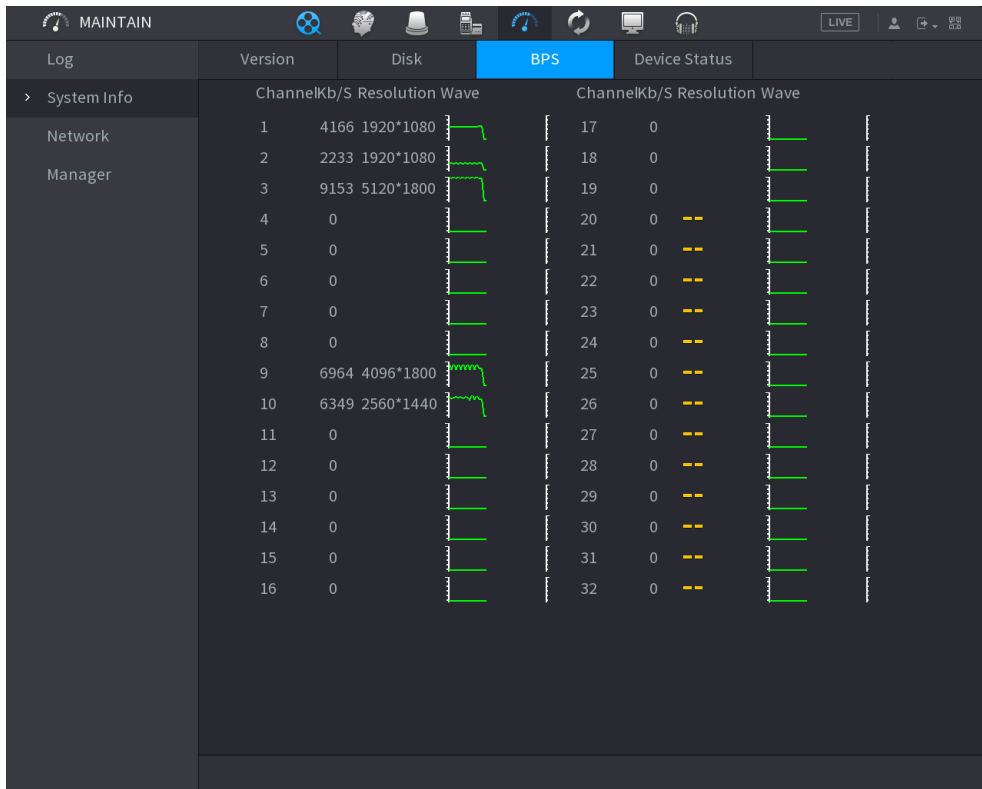 MAINTAIN LIVE
Log Version Disk BPS Device Status
System Info ChannelKb/S Resolution Wave ChannelKb/S Resolution Wave
1 4166 1920*1080 17 0
Network
2 2233 1920*1080 18 0
Manager
3 9153 5120*1800 19 0
4 0 20 0 --
5 0 21 0 --
6 0 22 0 --
7 0 23 0 --
8 0 24 0 --
9 6964 4096*1800 25 0 --
10 6349 2560*1440 26 0 --
11 0 27 0 --
12 0 28 0 --
13 0 29 0 --
14 0 30 0 --
15 0 31 0 --
16 0 32 0 --